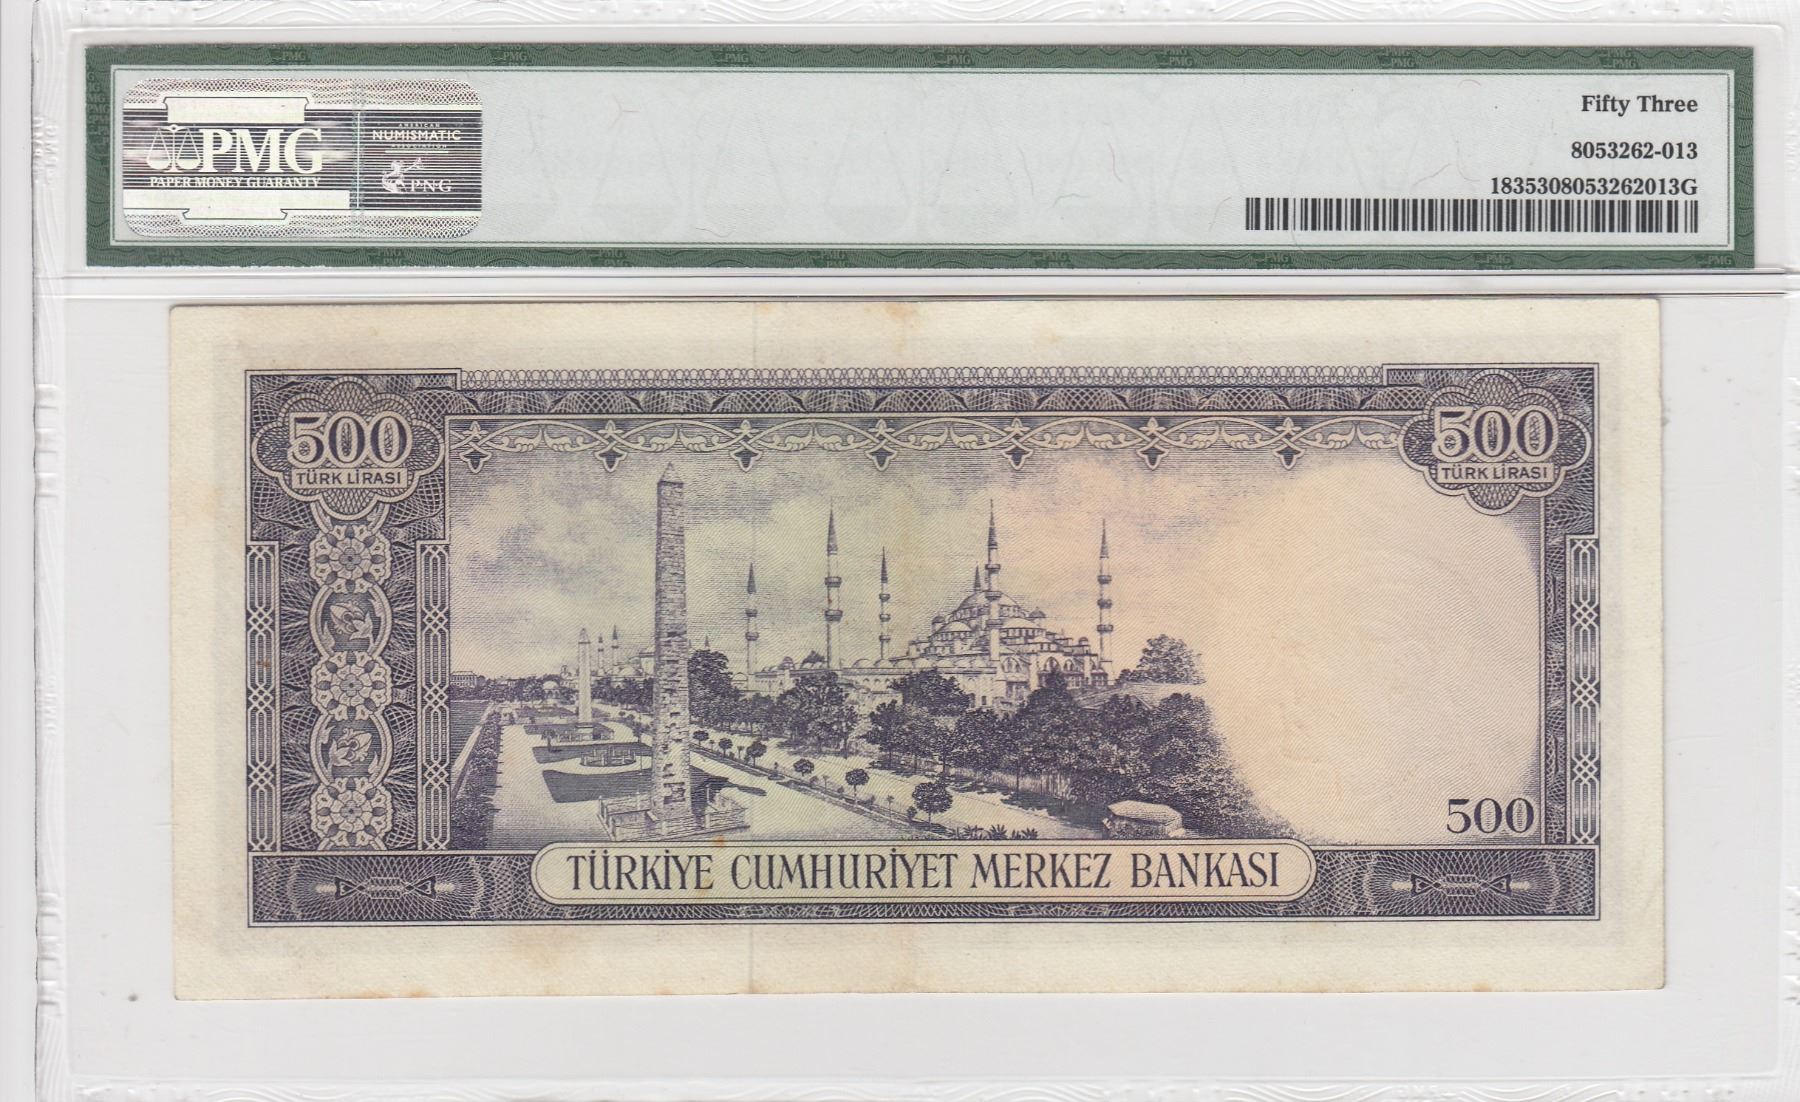 Fifty Three
8053262-013
1835308053262013G
PMG
PAPER MONEY GUARANTY
AMERICAN
NUMISMATIC
ASSOCIATION
PNG
500
TÜRK LİRASI
500
TÜRK LİRASI
500
TÜRKİYE CUMHURİYET MERKEZ BANKASI